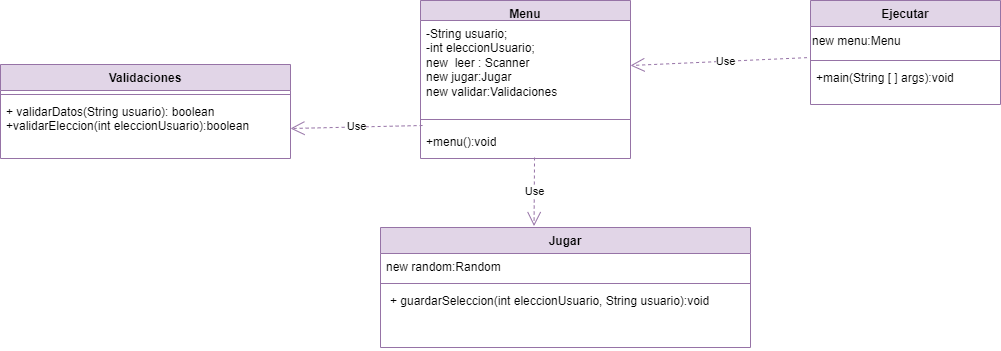 Menu
-String usuario;
-int eleccionUsuario;
new leer : Scanner
new jugar:Jugar
new validar:Validaciones
+menu():void
Ejecutar
new menu:Menu
+main(String [ ] args):void
Use
Validaciones
+ validarDatos(String usuario): boolean
+validarEleccion(int eleccionUsuario):boolean
Use
Use
Jugar
new random:Random
+ guardarSeleccion(int eleccionUsuario, String usuario):void